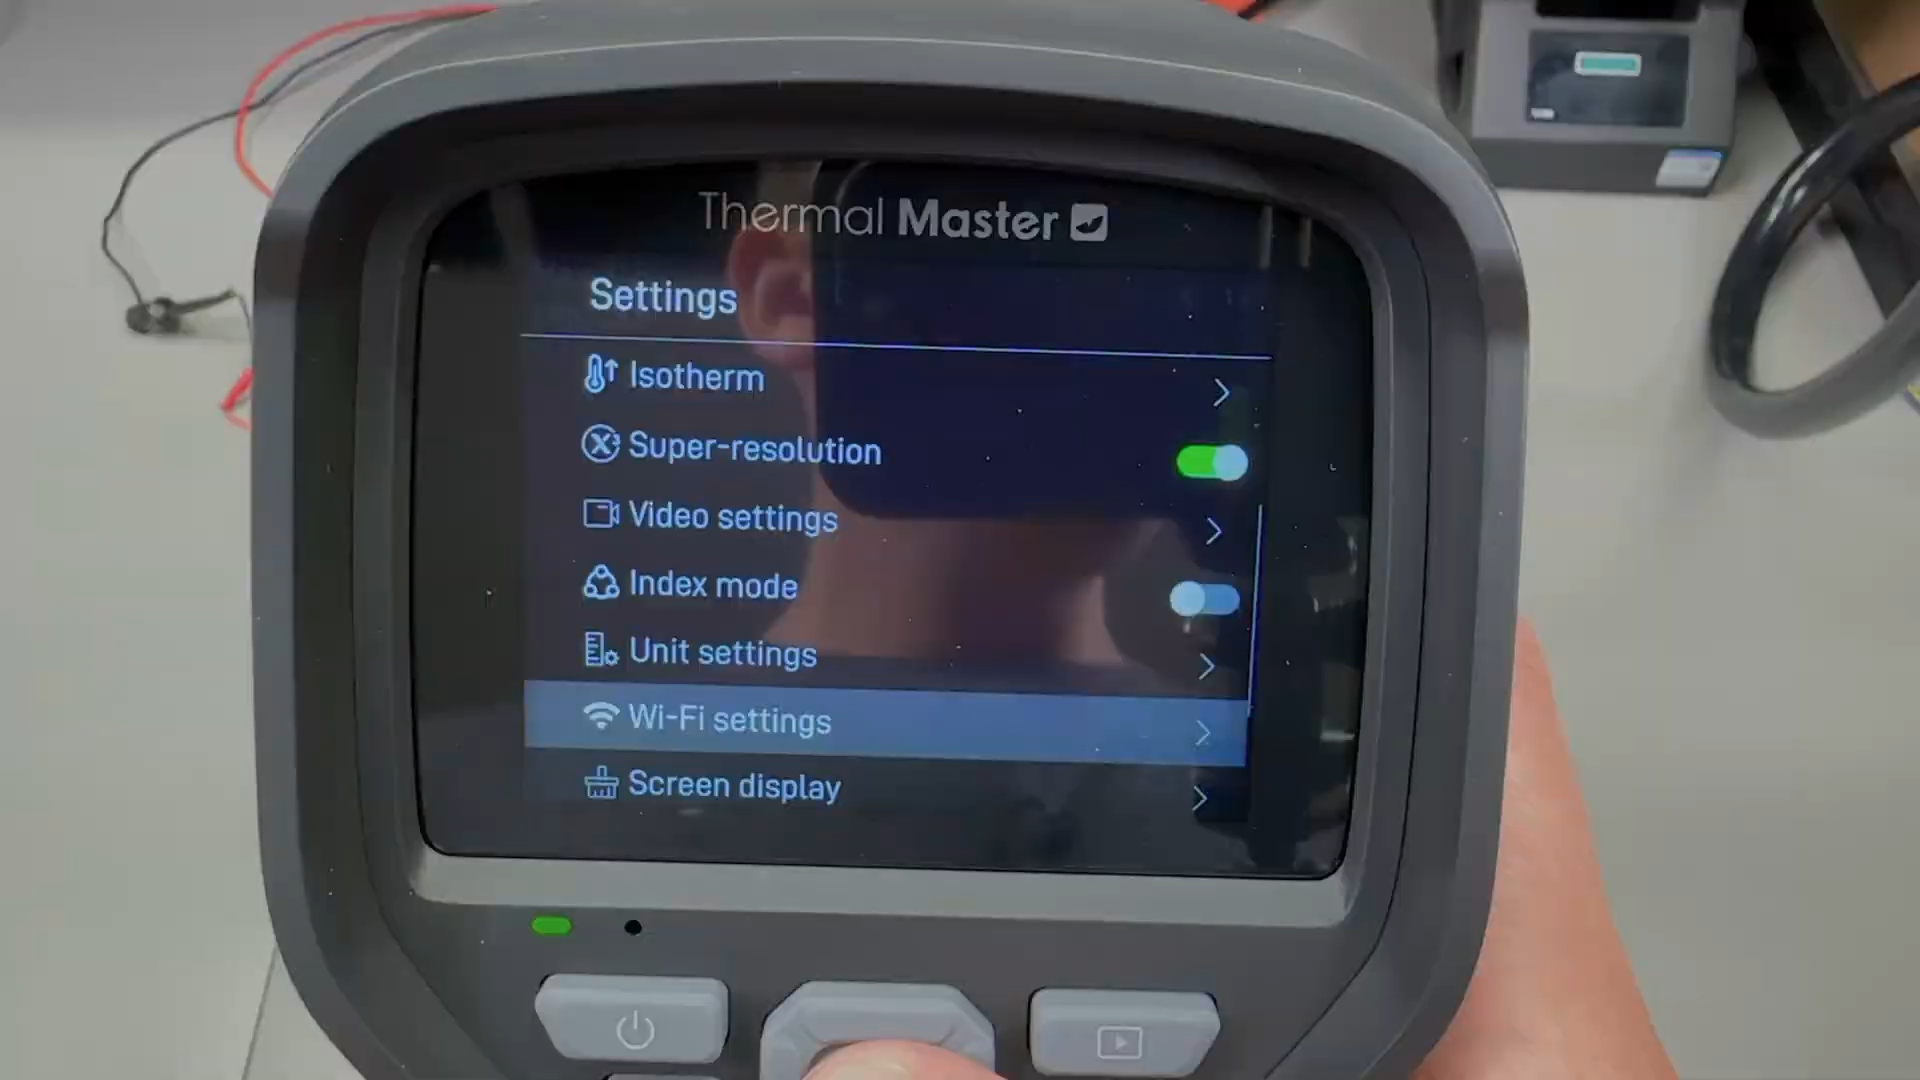 Thermal Master
Settings
Isotherm
Super-resolution
Video settings
Index mode
Unit settings
Wi-Fi settings
Screen display